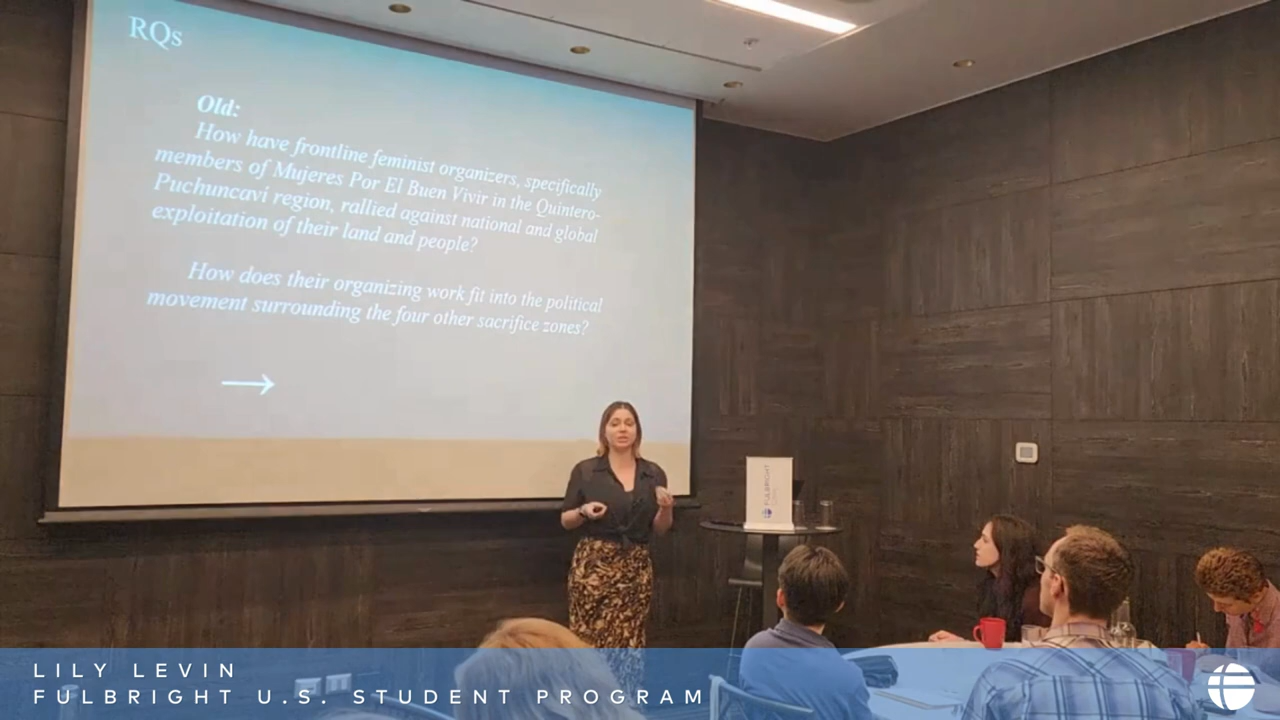 RQs
Old:
How have frontline feminist organizers, specifically
members of Mujeres Por El Buen Vivir in the Quintero-
Puchuncaví region, rallied against national and global
exploitation of their land and people?
How does their organizing work fit into the political
movement surrounding the four other sacrifice zones?
FULBRIGHT
LILY LEVIN
FULBRIGHT U.S. STUDENT PROGRAM